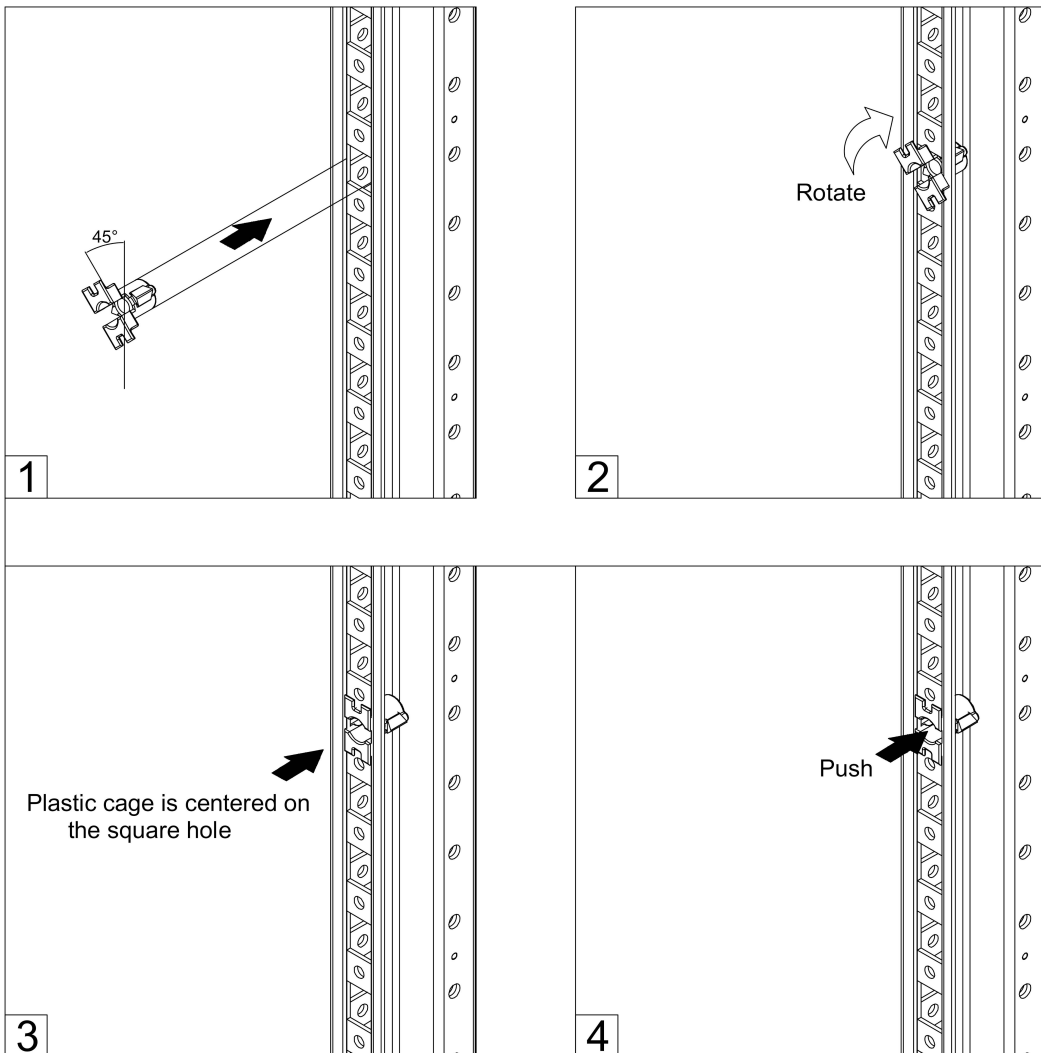 45°
1
Rotate
2
Plastic cage is centered on
the square hole
3
Push
4